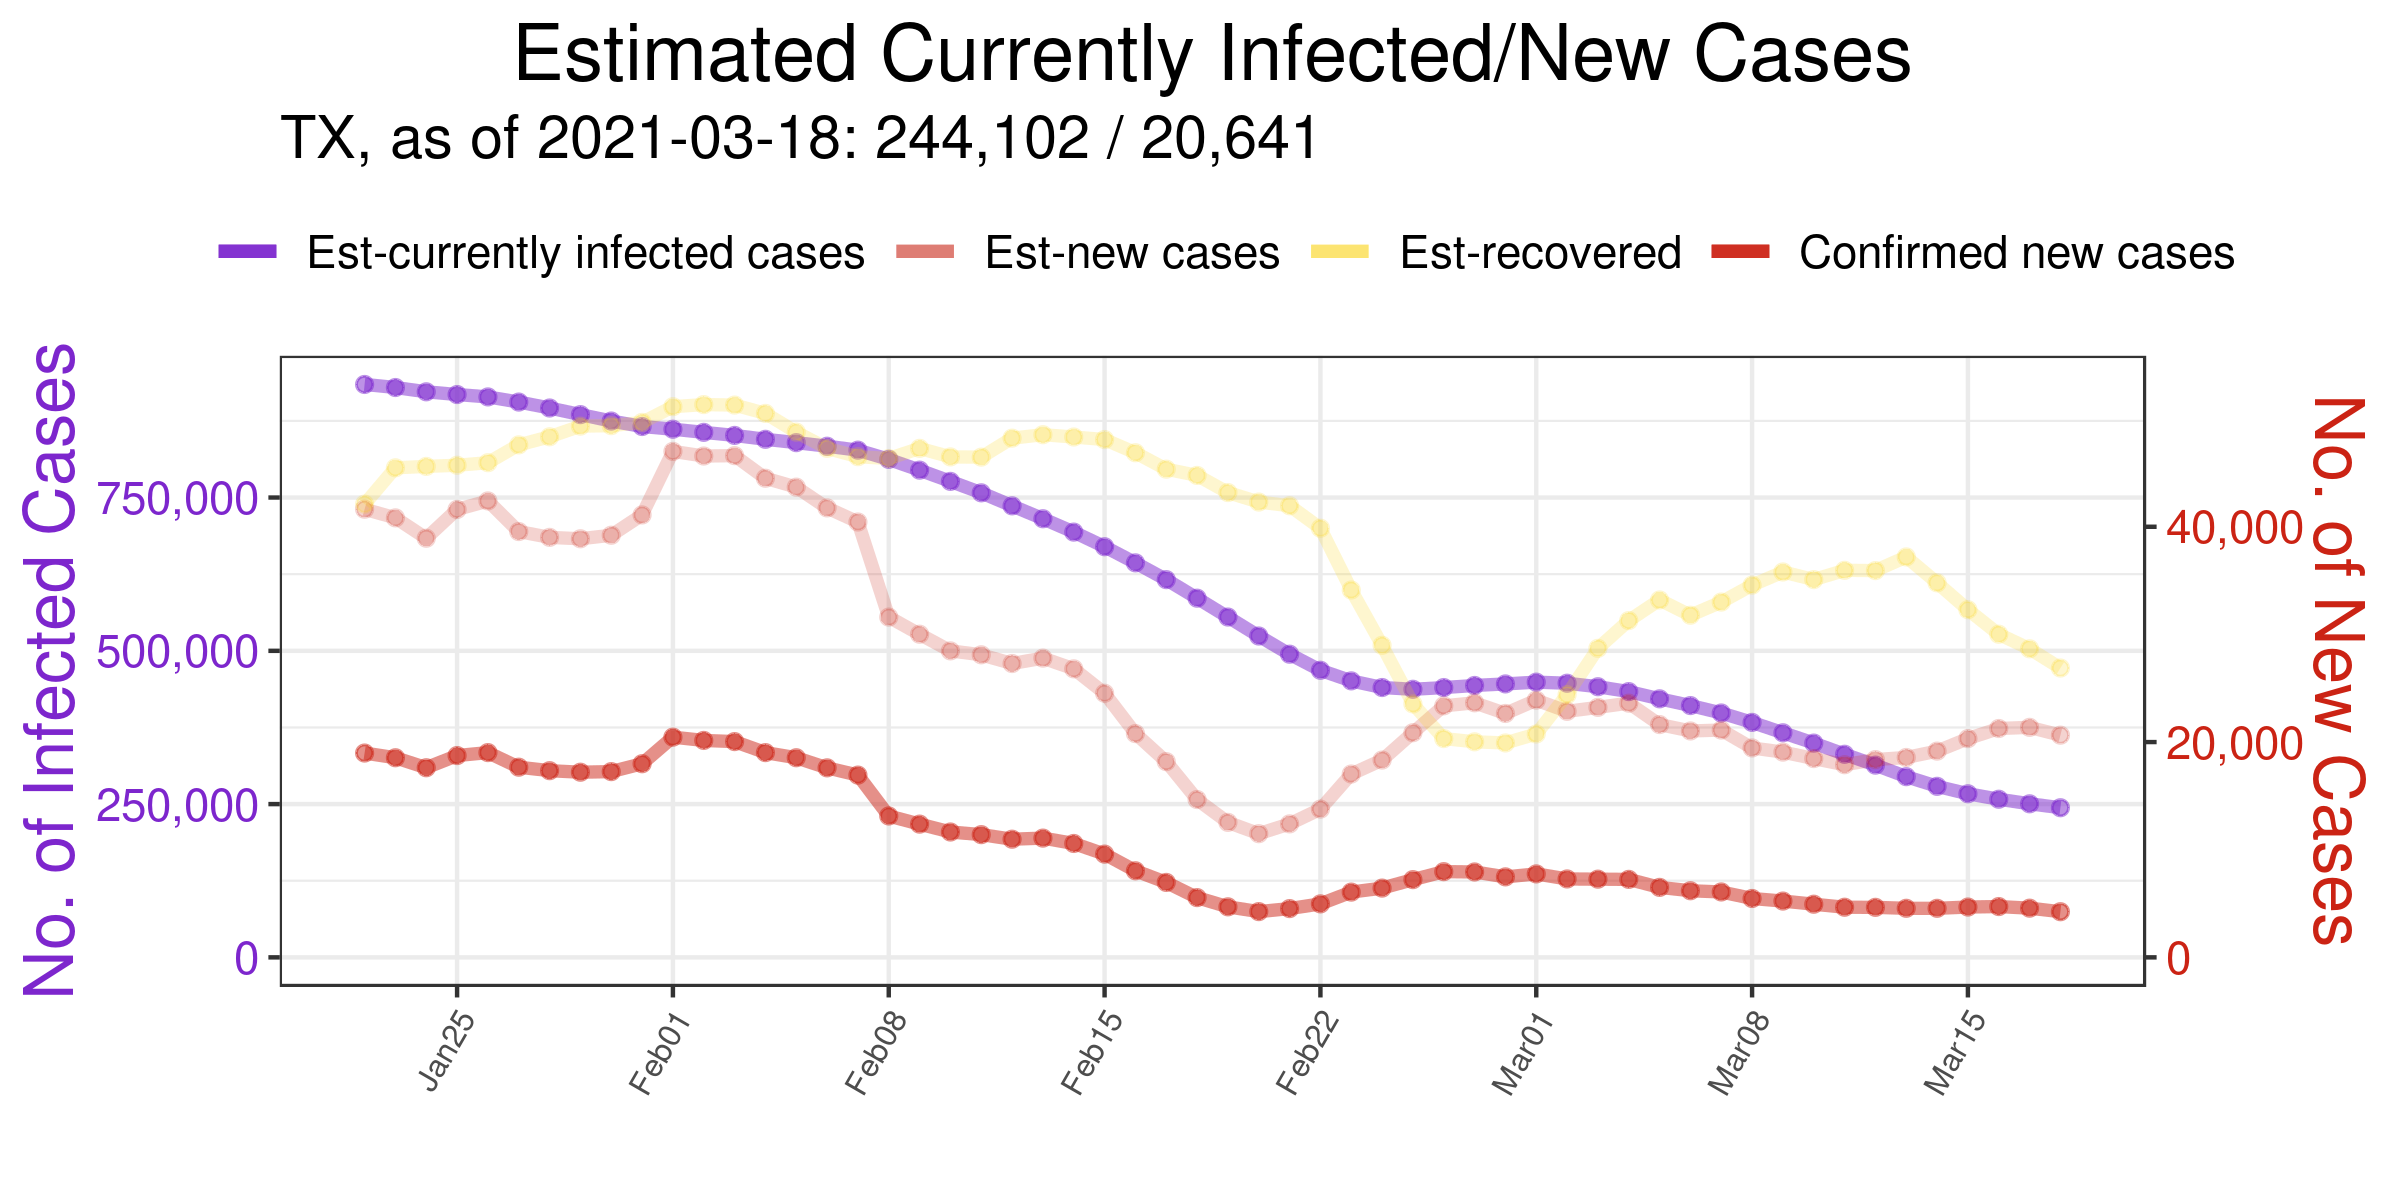 Estimated Currently Infected/New Cases
TX, as of 2021-03-18: 244,102 / 20,641
Est-currently infected cases Est-new cases Est-recovered Confirmed new cases
No. of Infected Cases
750,000
500,000
250,000
0
40,000
20,000
0
No. of New Cases
Jan25 Feb01 Feb08 Feb15 Feb22 Mar01 Mar08 Mar15